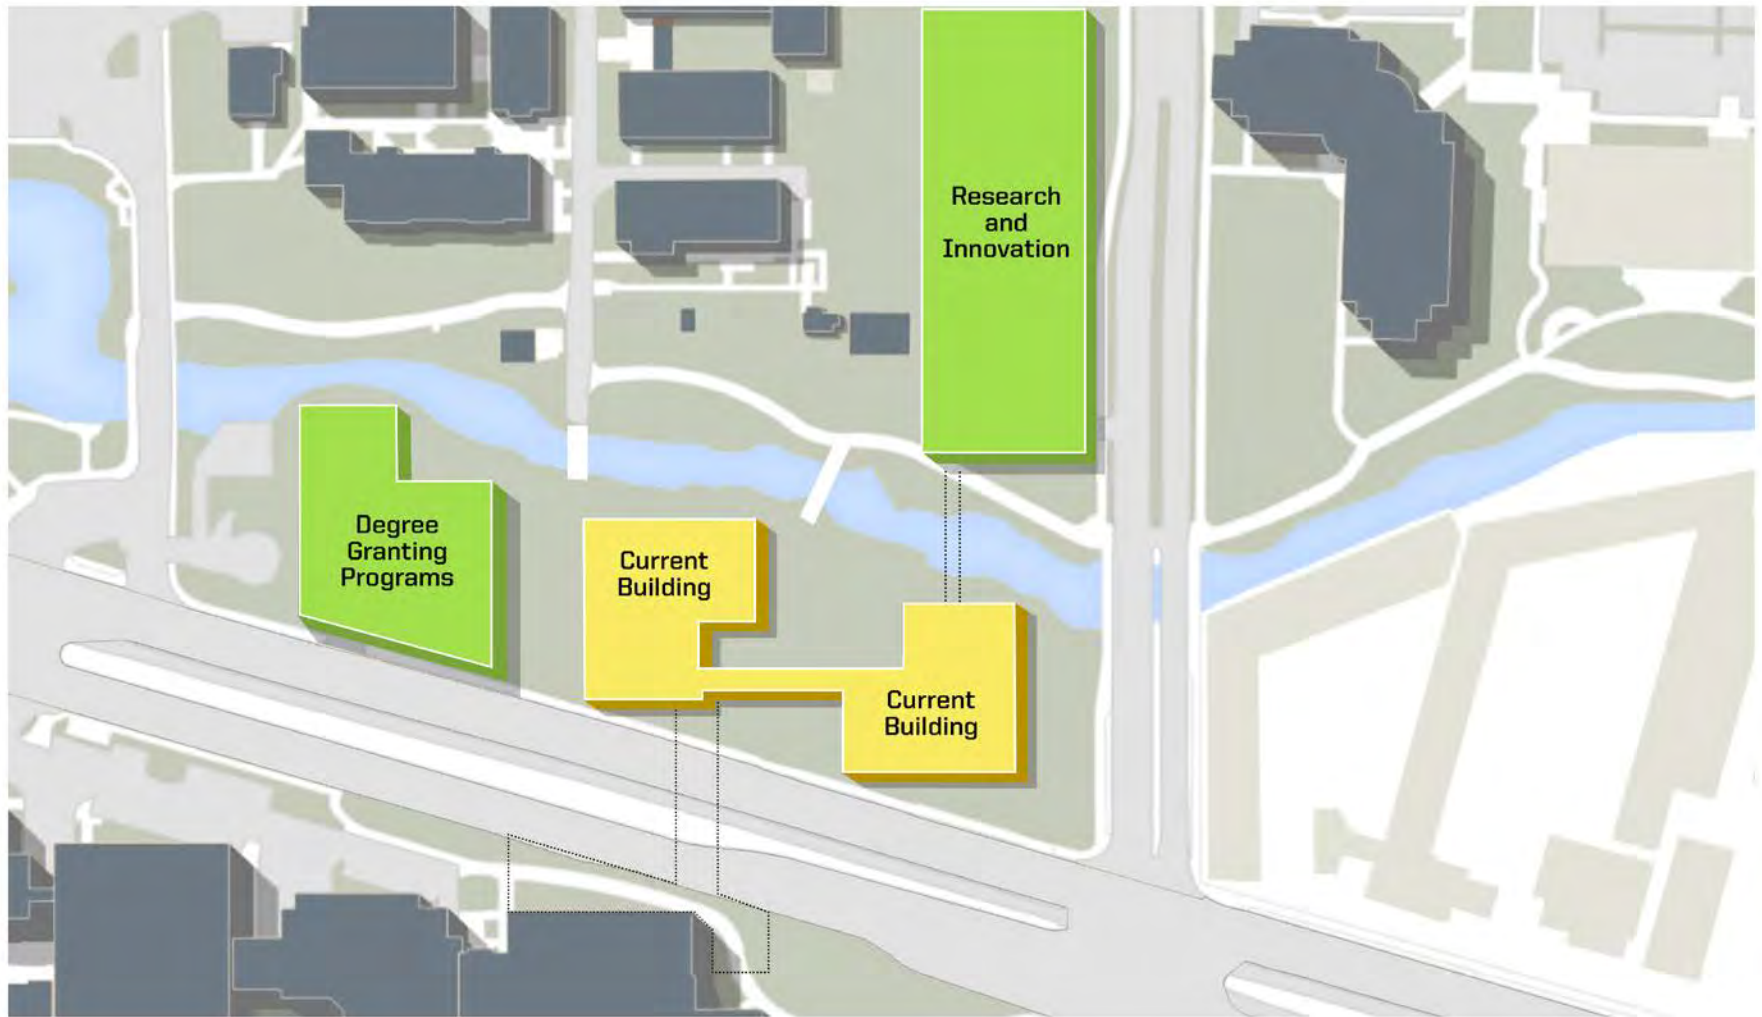 Research
and
Innovation
Degree
Granting
Programs
Current
Building
Current
Building